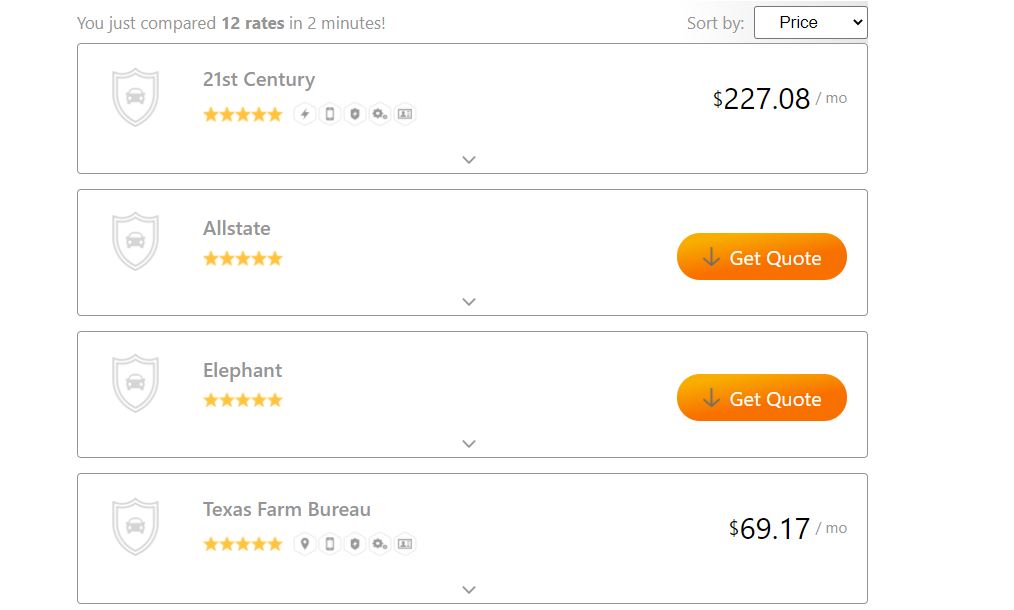 You just compared 12 rates in 2 minutes!
Sort by: Price
21st Century
$227.08 / mo
Allstate
Get Quote
Elephant
Get Quote
Texas Farm Bureau
$69.17 / mo